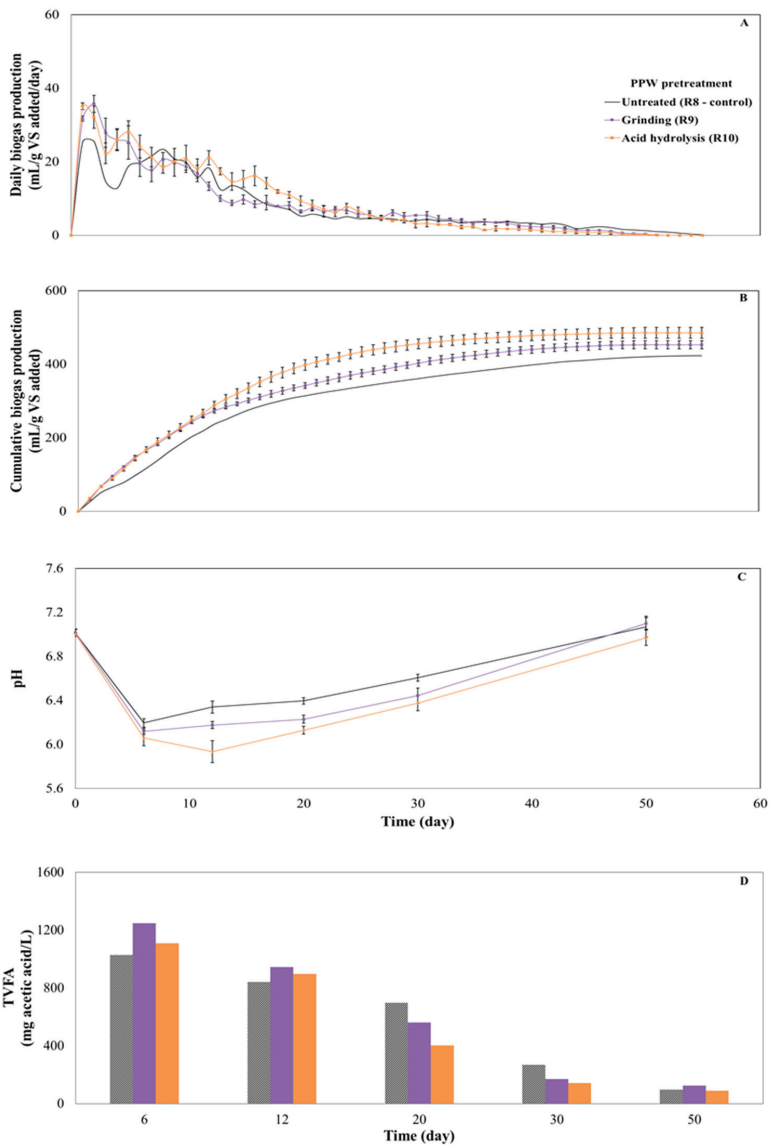 A
60
40
20
0
Daily biogas production
(mL/g VS added/day)
PPW pretreatment
Untreated (R8 - control)
Grinding (R9)
Acid hydrolysis (R10)
B
600
400
200
0
Cumulative biogas production
(mL/g VS added)
C
7.6
7.2
6.8
6.4
6.0
5.6
pH
0 10 20 30 40 50
Time (day)
D
1600
1200
800
400
0
TVFA
(mg acetic acid/L)
6 12 20 30 50
Time (day)